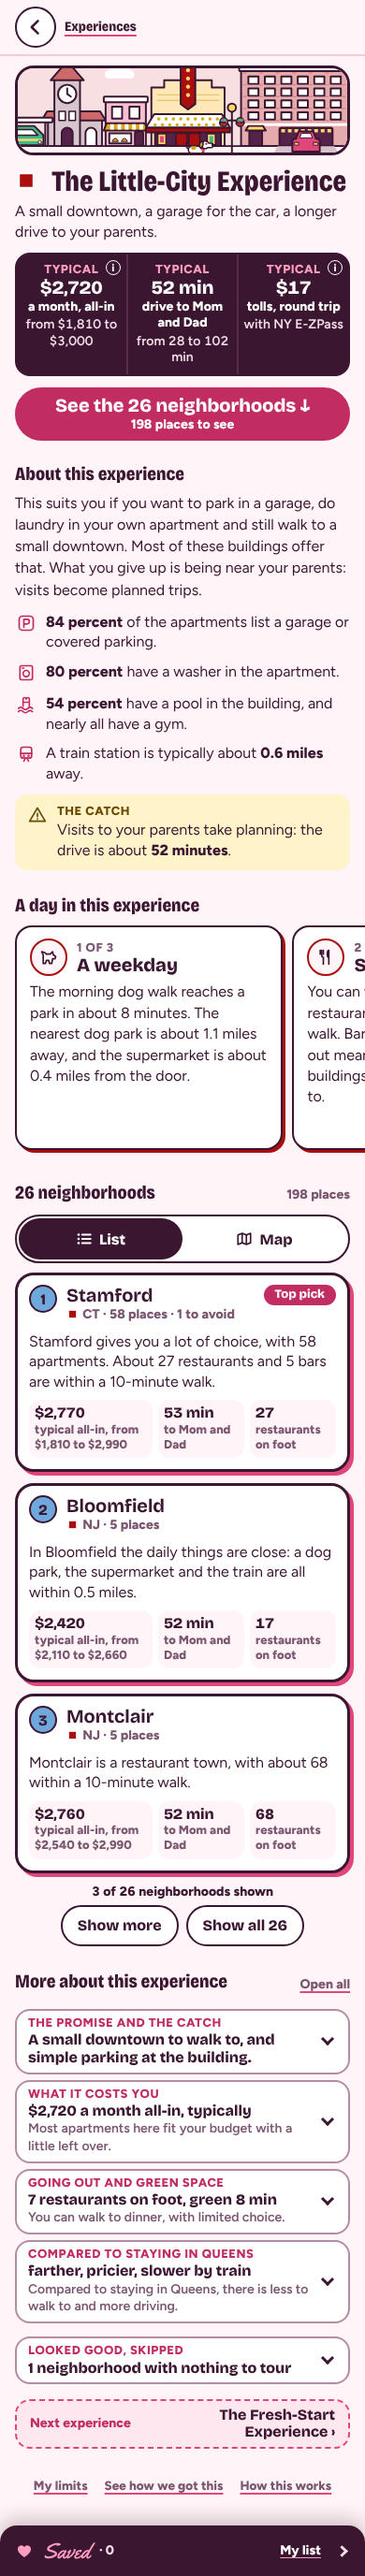 Experiences
The Little-City Experience
A small downtown, a garage for the car, a longer
drive to your parents.
TYPICAL
$2,720
a month, all-in
from $1,810 to
$3,000
TYPICAL
52 min
drive to Mom
and Dad
from 28 to 102
min
TYPICAL
$17
tolls, round trip
with NY E-ZPass
See the 26 neighborhoods ↓
198 places to see
About this experience
This suits you if you want to park in a garage, do
laundry in your own apartment and still walk to a
small downtown. Most of these buildings offer
that. What you give up is being near your parents:
visits become planned trips.
84 percent of the apartments list a garage or
covered parking.
80 percent have a washer in the apartment.
54 percent have a pool in the building, and
nearly all have a gym.
A train station is typically about 0.6 miles
away.
THE CATCH
Visits to your parents take planning: the
drive is about 52 minutes.
A day in this experience
1 OF 3
A weekday
The morning dog walk reaches a
park in about 8 minutes. The
nearest dog park is about 1.1 miles
away, and the supermarket is about
0.4 miles from the door.
2
S
You can
restaurar
walk. Bar
out mear
buildings
to.
26 neighborhoods
198 places
List
Map
1
Stamford
Top pick
CT · 58 places · 1 to avoid
Stamford gives you a lot of choice, with 58
apartments. About 27 restaurants and 5 bars
are within a 10-minute walk.
$2,770
typical all-in, from
$1,810 to $2,990
53 min
to Mom and
Dad
27
restaurants
on foot
2
Bloomfield
NJ · 5 places
In Bloomfield the daily things are close: a dog
park, the supermarket and the train are all
within 0.5 miles.
$2,420
typical all-in, from
$2,110 to $2,660
52 min
to Mom and
Dad
17
restaurants
on foot
3
Montclair
NJ · 5 places
Montclair is a restaurant town, with about 68
within a 10-minute walk.
$2,760
typical all-in, from
$2,540 to $2,990
52 min
to Mom and
Dad
68
restaurants
on foot
3 of 26 neighborhoods shown
Show more
Show all 26
More about this experience
Open all
THE PROMISE AND THE CATCH
A small downtown to walk to, and
simple parking at the building.
WHAT IT COSTS YOU
$2,720 a month all-in, typically
Most apartments here fit your budget with a
little left over.
GOING OUT AND GREEN SPACE
7 restaurants on foot, green 8 min
You can walk to dinner, with limited choice.
COMPARED TO STAYING IN QUEENS
farther, pricier, slower by train
Compared to staying in Queens, there is less to
walk to and more driving.
LOOKED GOOD, SKIPPED
1 neighborhood with nothing to tour
Next experience
The Fresh-Start
Experience ›
My limits
See how we got this
How this works
Saved · 0
My list